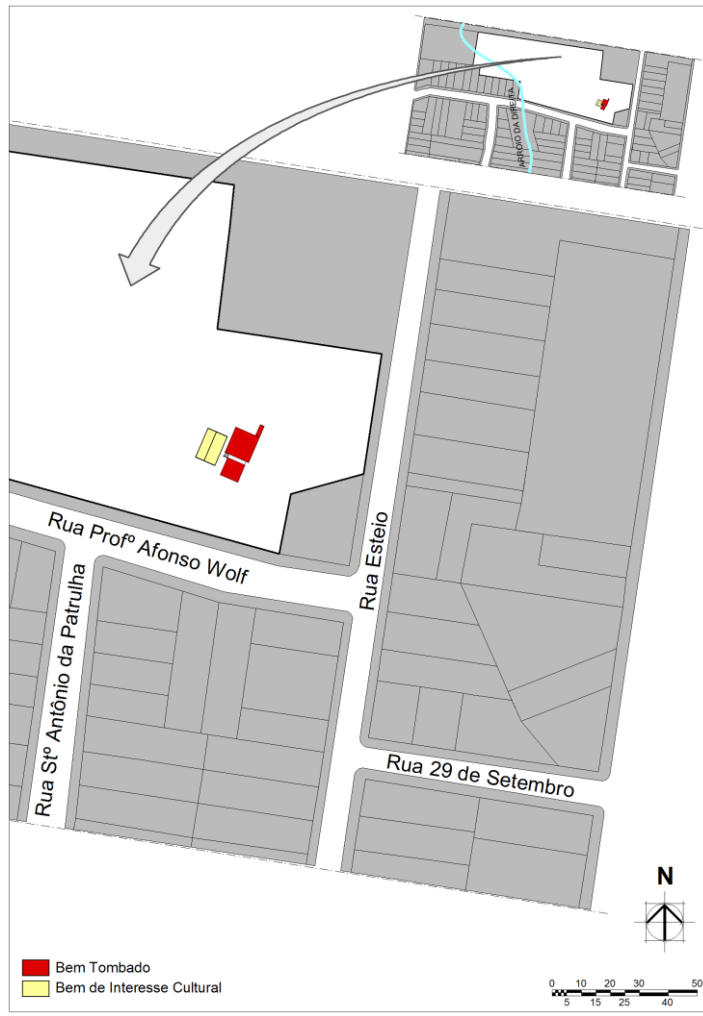 ARROIO DA DIREITA
Rua Profº Afonso Wolf
Rua Esteio
Rua Stº Antônio da Patrulha
Rua 29 de Setembro
N
Bem Tombado
Bem de Interesse Cultural
0 10 20 30 50
5 15 25 40